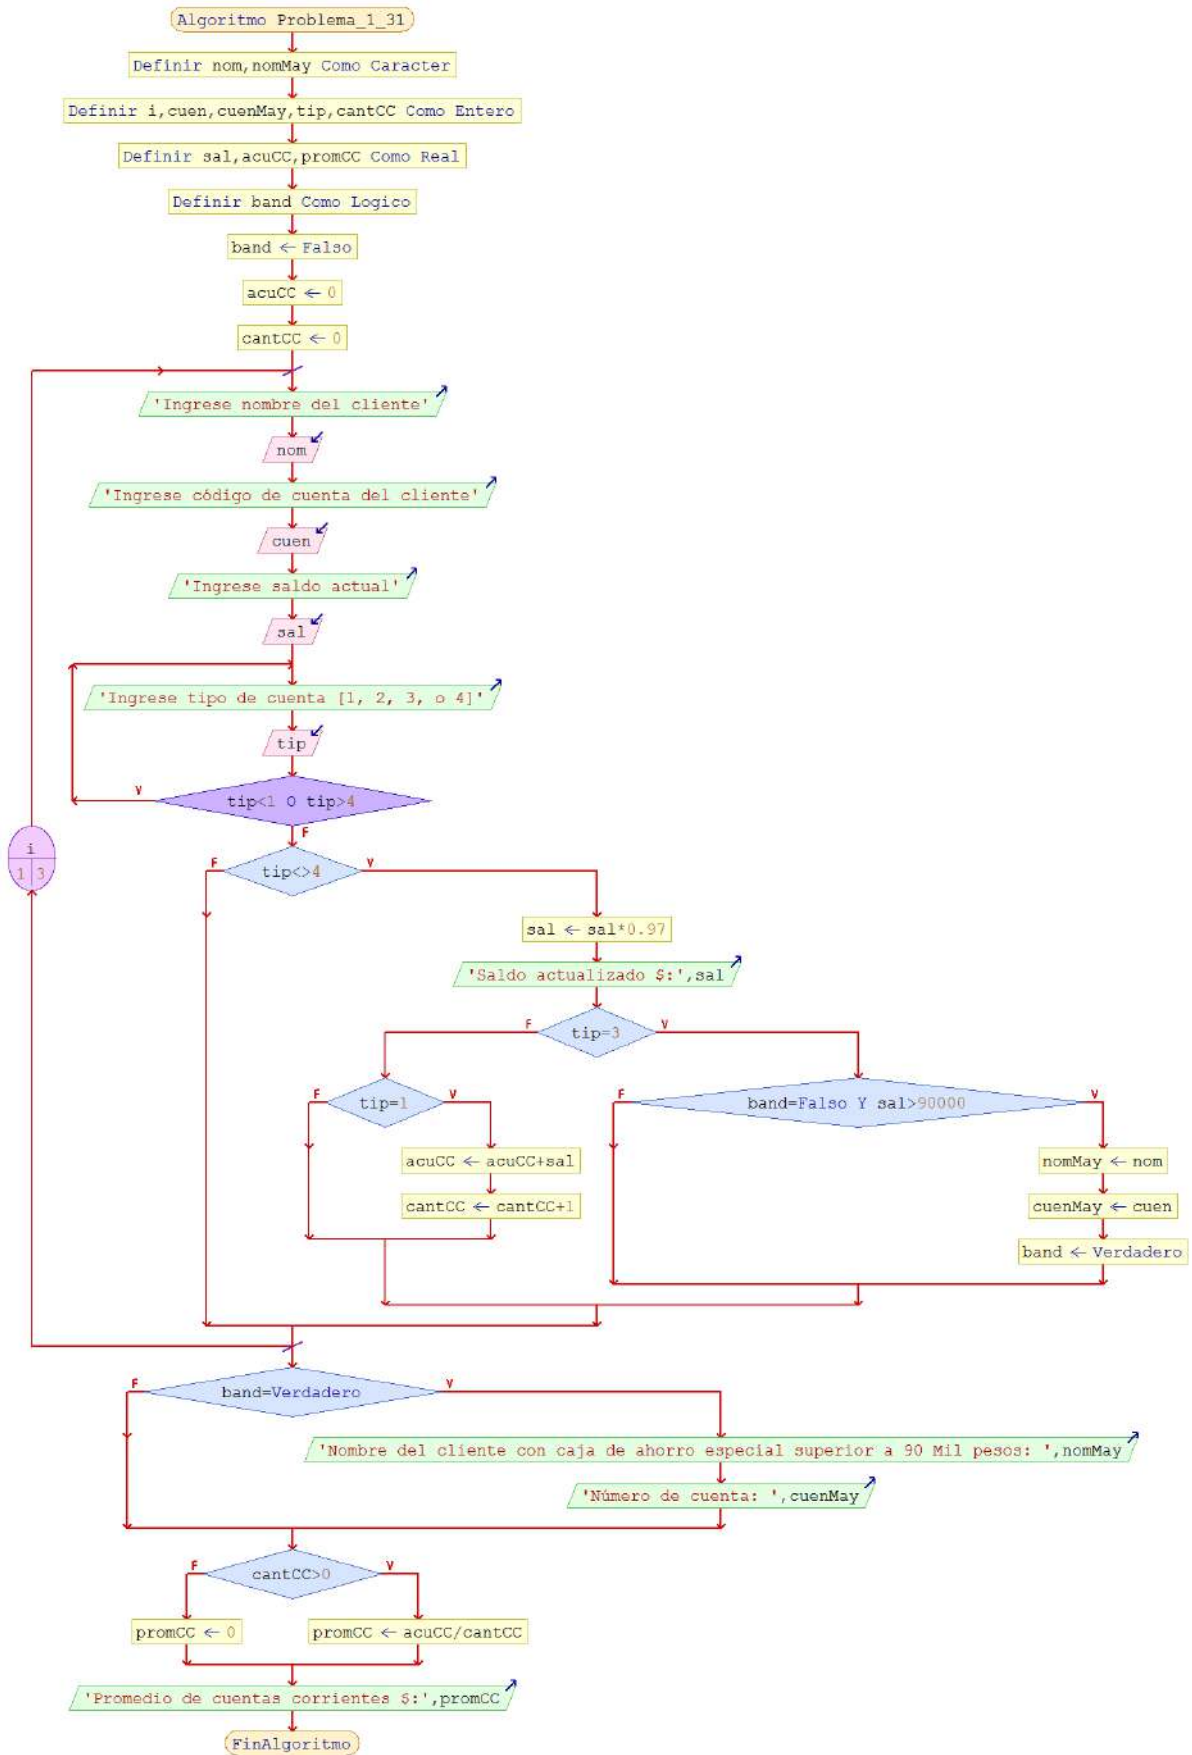 Algoritmo Problema_1_31
Definir nom,nomMay Como Caracter
Definir i,cuen,cuenMay,tip,cantCC Como Entero
Definir sal,acuCC,promCC Como Real
Definir band Como Logico
band ← Falso
acuCC ← 0
cantCC ← 0
'Ingrese nombre del cliente'
nom
'Ingrese código de cuenta del cliente'
cuen
'Ingrese saldo actual'
sal
'Ingrese tipo de cuenta [1, 2, 3, o 4]'
tip
V
tip<1 O tip>4
F
i
1 3
F
tip<>4
V
sal ← sal*0.97
'Saldo actualizado $:',sal
F
tip=3
V
F
tip=1
V
F
band=Falso Y sal>90000
V
acuCC ← acuCC+sal
nomMay ← nom
cantCC ← cantCC+1
cuenMay ← cuen
band ← Verdadero
F
band=Verdadero
V
'Nombre del cliente con caja de ahorro especial superior a 90 Mil pesos: ',nomMay
'Número de cuenta: ',cuenMay
F
cantCC>0
V
promCC ← 0
promCC ← acuCC/cantCC
'Promedio de cuentas corrientes $:',promCC
FinAlgoritmo